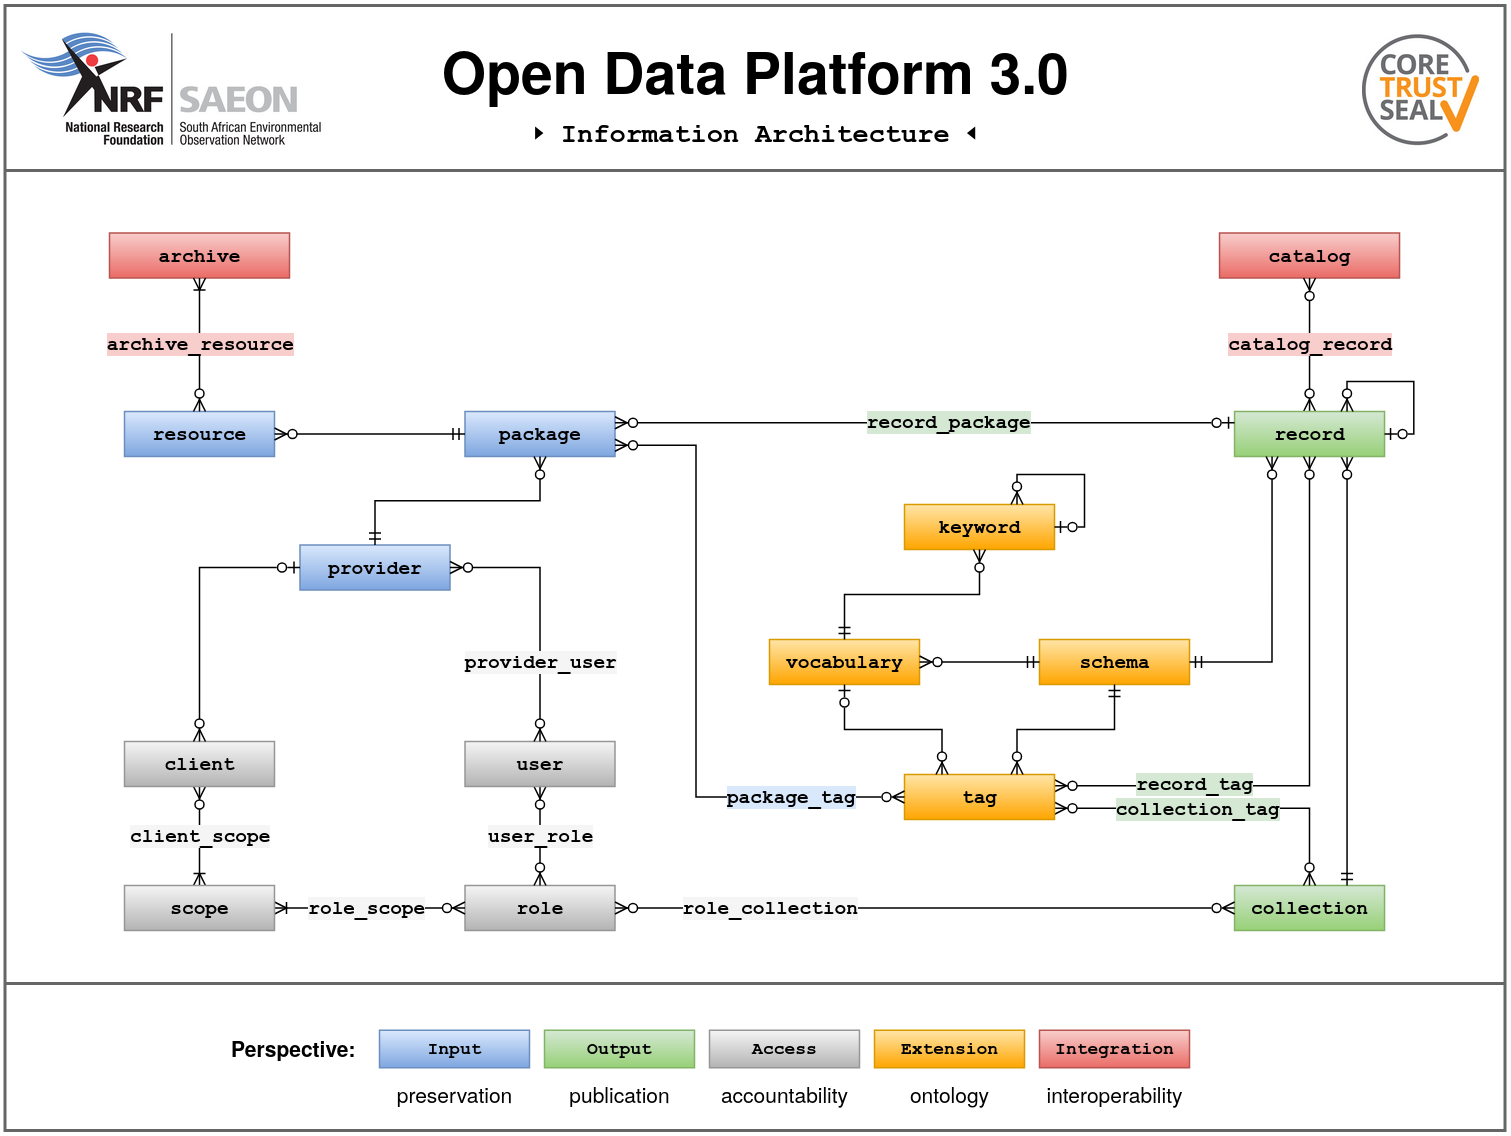 NRF
National Research
Foundation
SAEON
South African Environmental
Observation Network
Open Data Platform 3.0
Information Architecture
CORE
TRUST
SEAL
archive
catalog
archive_resource
catalog_record
resource
package
record_package
record
keyword
provider
provider_user
vocabulary
schema
client
user
package_tag
tag
record_tag
collection_tag
client_scope
user_role
scope
role_scope
role
role_collection
collection
Perspective:
Input
Output
Access
Extension
Integration
preservation
publication
accountability
ontology
interoperability